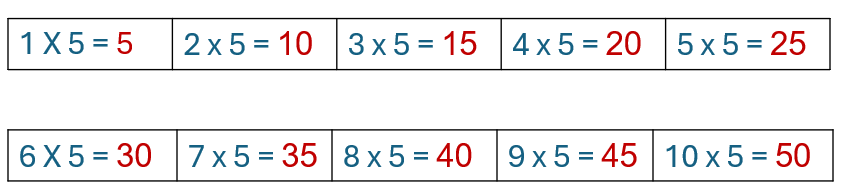 1 X 5 = 5 2 x 5 = 10 3 x 5 = 15 4 x 5 = 20 5 x 5 = 25
6 X 5 = 30 7 x 5 = 35 8 x 5 = 40 9 x 5 = 45 10 x 5 = 50